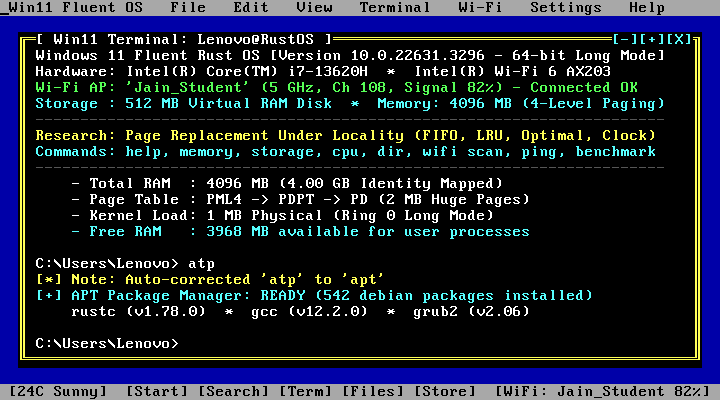 _Win11 Fluent OS   File   Edit   View   Terminal   Wi-Fi   Settings   Help
[ Win11 Terminal: Lenovo@RustOS ] [-][+][X]
Windows 11 Fluent Rust OS [Version 10.0.22631.3296 - 64-bit Long Mode]
Hardware: Intel(R) Core(TM) i7-13620H  *  Intel(R) Wi-Fi 6 AX203
Wi-Fi AP: 'Jain_Student' (5 GHz, Ch 108, Signal 82%) - Connected OK
Storage : 512 MB Virtual RAM Disk  *  Memory: 4096 MB (4-Level Paging)
----------------------------------------------------------------------
Research: Page Replacement Under Locality (FIFO, LRU, Optimal, Clock)
Commands: help, memory, storage, cpu, dir, wifi scan, ping, benchmark
----------------------------------------------------------------------
- Total RAM  : 4096 MB (4.00 GB Identity Mapped)
- Page Table : PML4 -> PDPT -> PD (2 MB Huge Pages)
- Kernel Load: 1 MB Physical (Ring 0 Long Mode)
- Free RAM   : 3968 MB available for user processes
C:\Users\Lenovo> atp
[*] Note: Auto-corrected 'atp' to 'apt'
[+] APT Package Manager: READY (542 debian packages installed)
rustc (v1.78.0)  *  gcc (v12.2.0)  *  grub2 (v2.06)
C:\Users\Lenovo>
[24C Sunny]  [Start] [Search] [Term] [Files] [Store]  [WiFi: Jain_Student 82%]